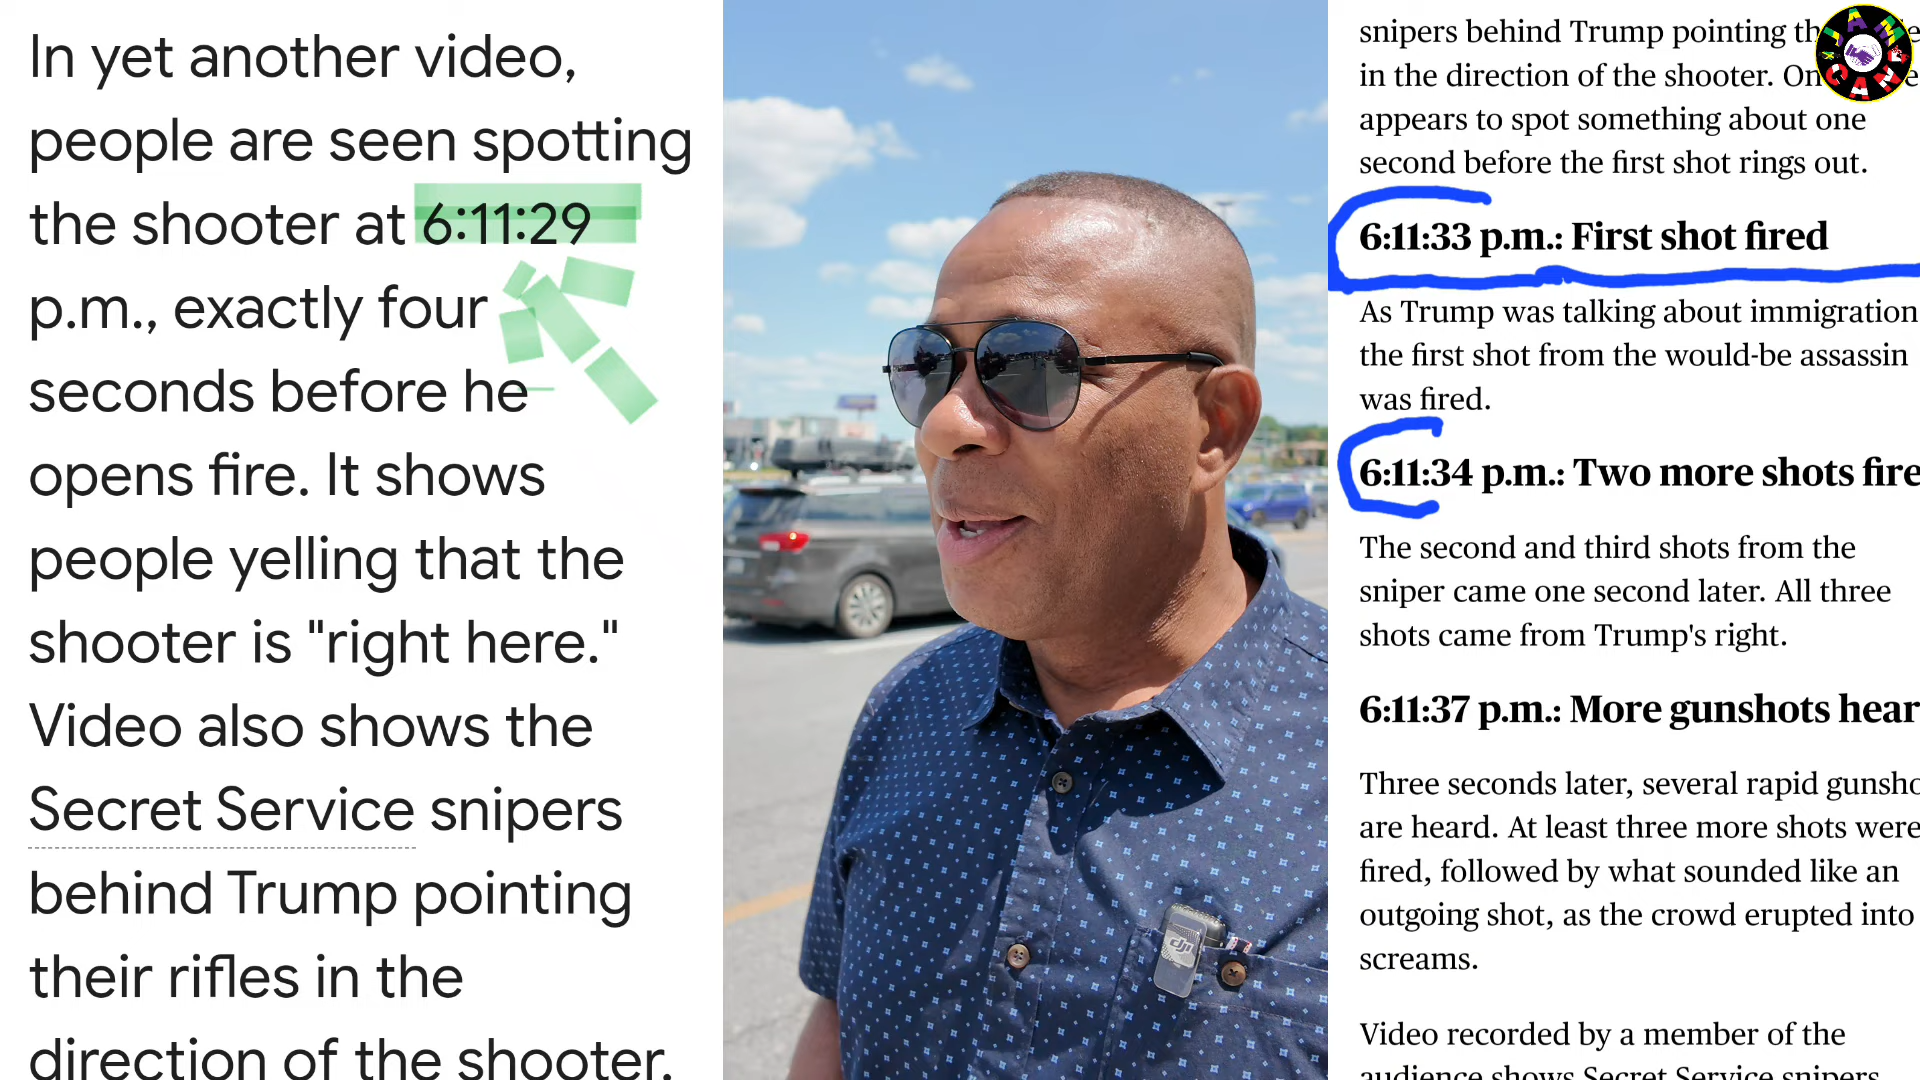 In yet another video,
people are seen spotting
the shooter at 6:11:29
p.m., exactly four
seconds before he
opens fire. It shows
people yelling that the
shooter is "right here."
Video also shows the
Secret Service snipers
behind Trump pointing
their rifles in the
direction of the shooter.
dji
snipers behind Trump pointing
in the direction of the shooter.
appears to spot something about one
second before the first shot rings out.
6:11:33 p.m.: First shot fired
As Trump was talking about immigration
the first shot from the would-be assassin
was fired.
6:11:34 p.m.: Two more shots fire
The second and third shots from the
sniper came one second later. All three
shots came from Trump's right.
6:11:37 p.m.: More gunshots hear
Three seconds later, several rapid gunsho
are heard. At least three more shots were
fired, followed by what sounded like an
outgoing shot, as the crowd erupted into
screams.
Video recorded by a member of the
audience shows Secret Service snipers